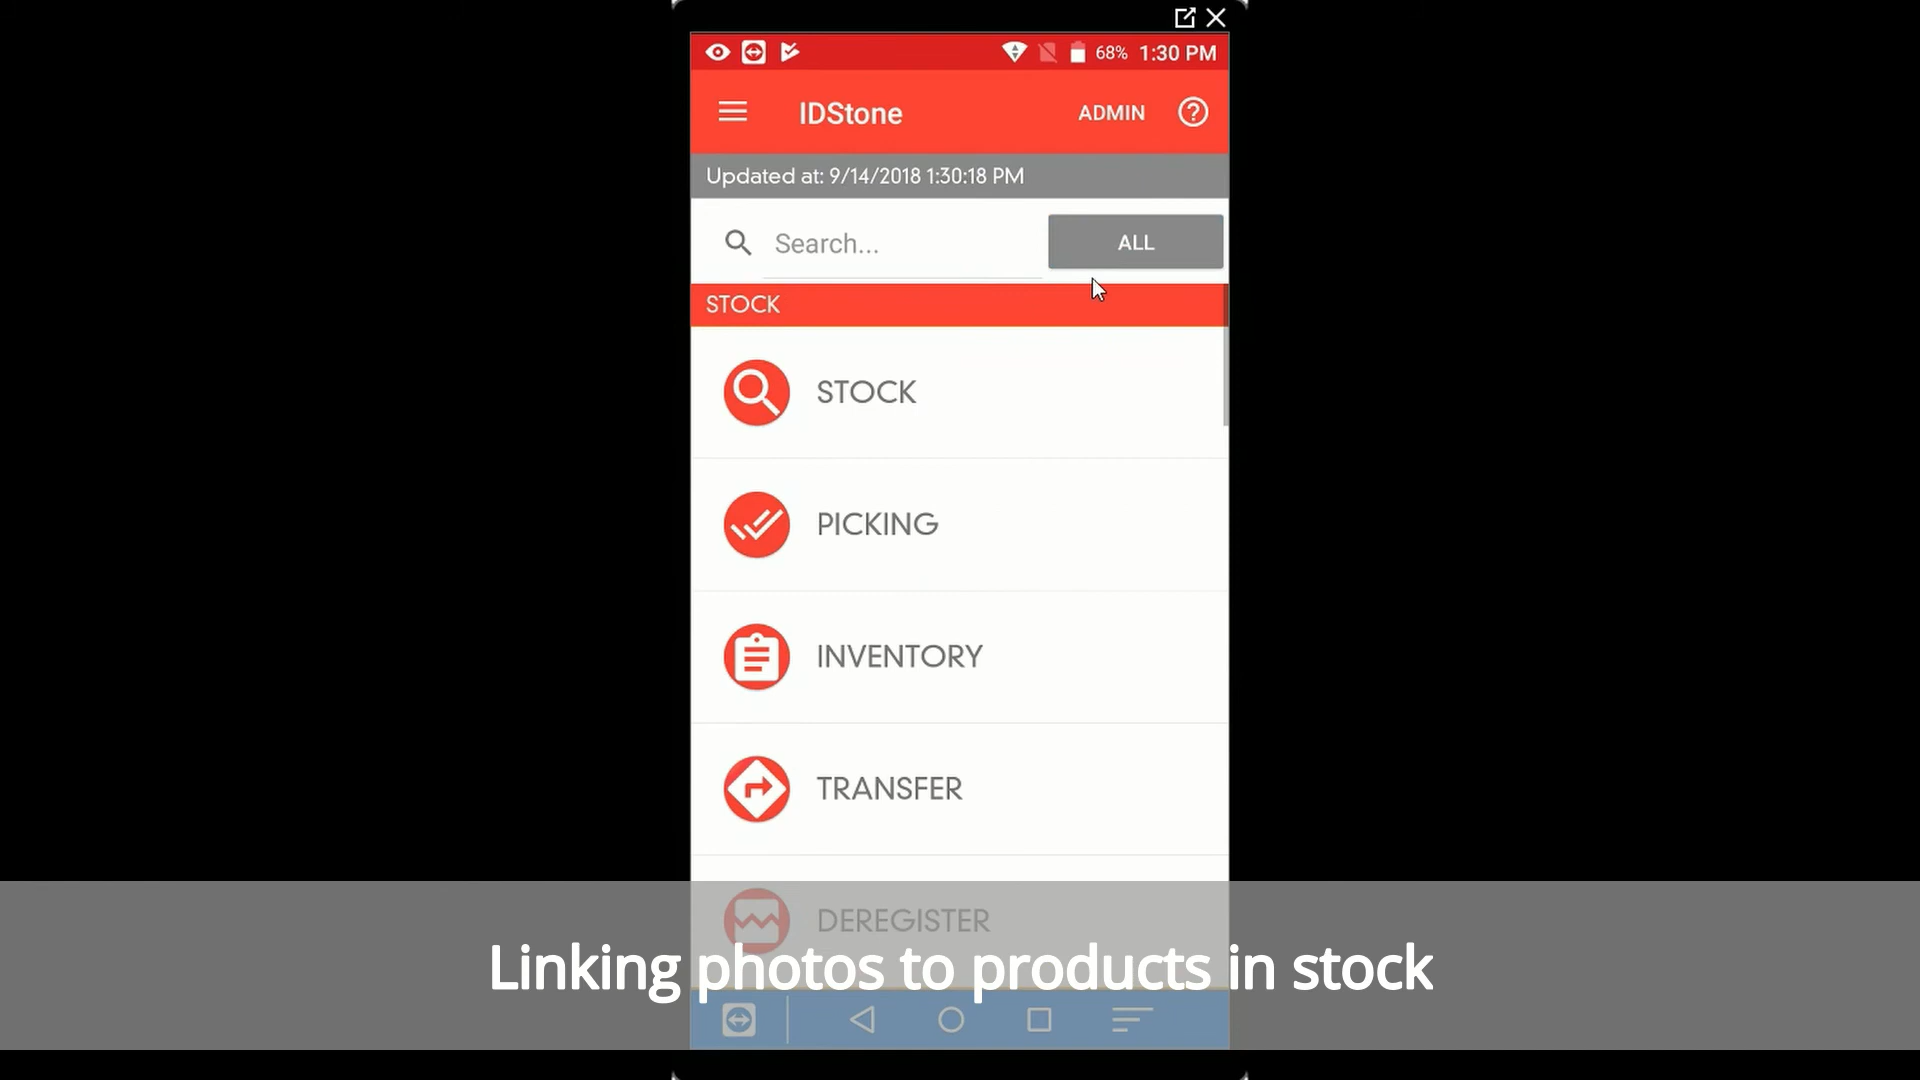 68% 1:30 PM
IDStone ADMIN
Updated at: 9/14/2018 1:30:18 PM
Search... ALL
STOCK
STOCK
PICKING
INVENTORY
TRANSFER
DEREGISTER
Linking photos to products in stock